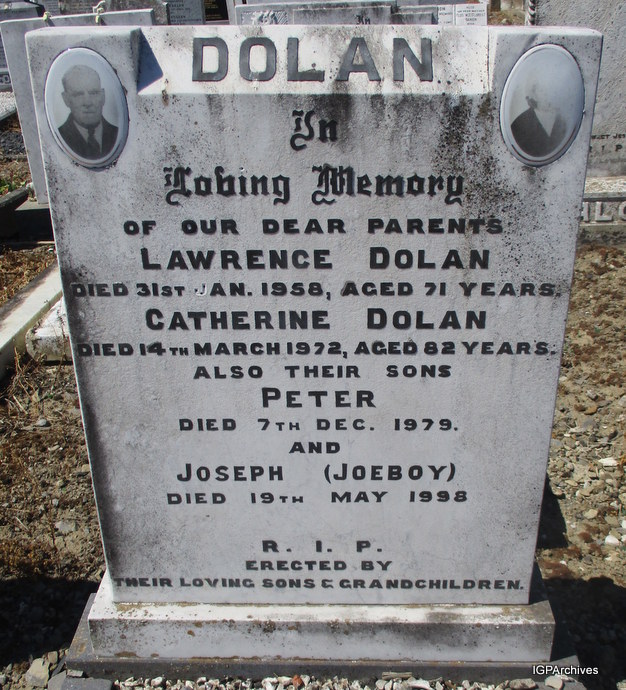 DOLAN
In
Loving Memory
OF OUR DEAR PARENTS
LAWRENCE DOLAN
DIED 31ST JAN. 1958, AGED 71 YEARS.
CATHERINE DOLAN
DIED 14TH MARCH 1972, AGED 82 YEARS.
ALSO THEIR SONS
PETER
DIED 7TH DEC. 1979.
AND
JOSEPH (JOEBOY)
DIED 19TH MAY 1998
R. I. P.
ERECTED BY
THEIR LOVING SONS & GRANDCHILDREN.
IGPArchives